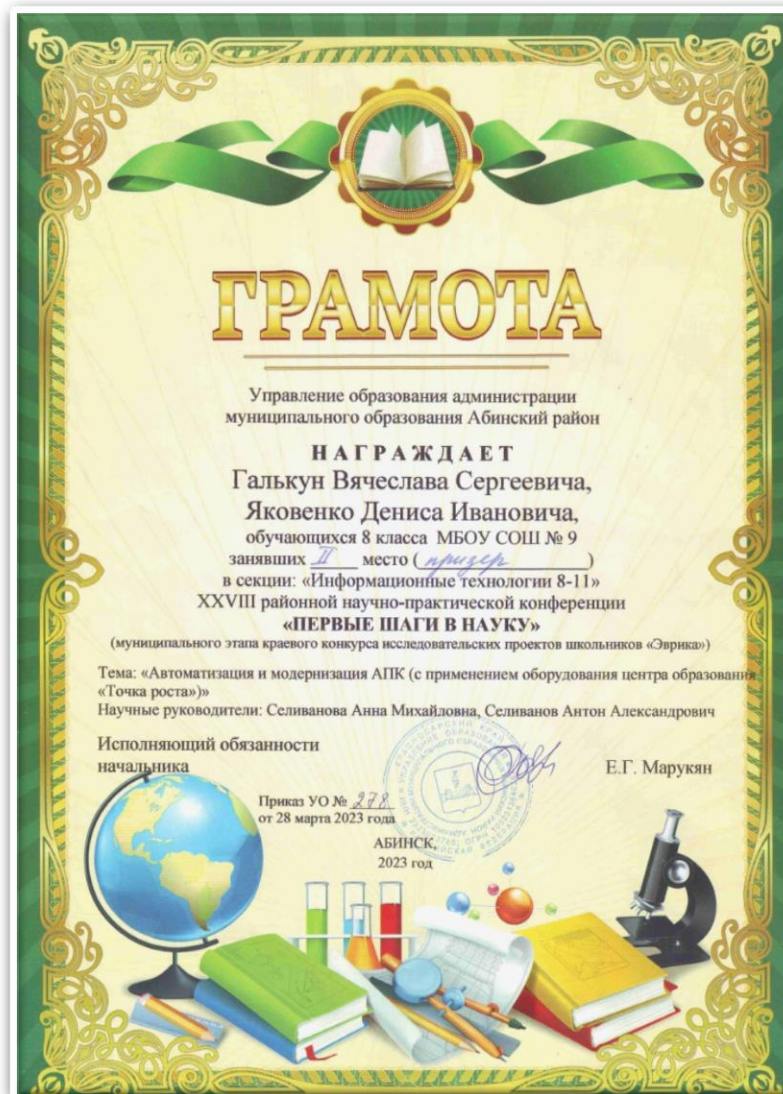 ГРАМОТА
Управление образования администрации
муниципального образования Абинский район
НАГРАЖДАЕТ
Галькун Вячеслава Сергеевича,
Яковенко Дениса Ивановича,
обучающихся 8 класса МБОУ СОШ № 9
занявших II место ( призер )
в секции: «Информационные технологии 8-11»
XXVIII районной научно-практической конференции
«ПЕРВЫЕ ШАГИ В НАУКУ»
(муниципального этапа краевого конкурса исследовательских проектов школьников «Эврика»)
Тема: «Автоматизация и модернизация АПК (с применением оборудования центра образования
«Точка роста»)»
Научные руководители: Селиванова Анна Михайловна, Селиванов Антон Александрович
Исполняющий обязанности
начальника Е.Г. Марукян
Приказ УО № 278
от 28 марта 2023 года
АБИНСК,
2023 год